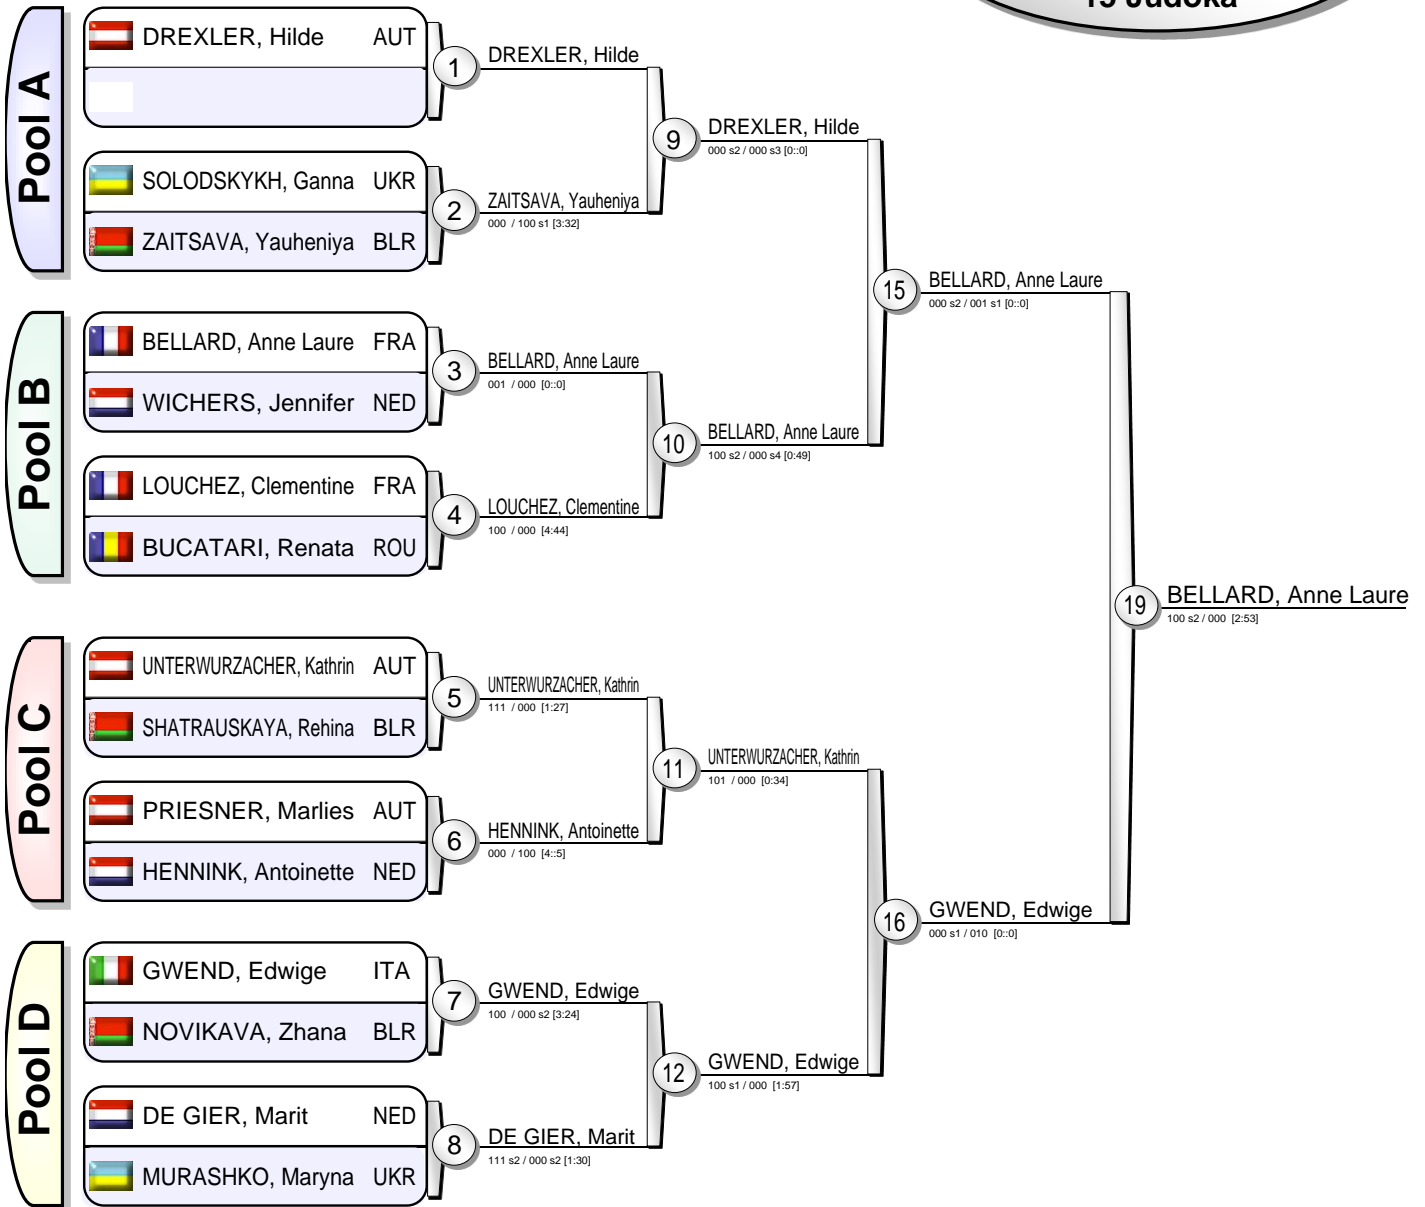 15 Judoka
Pool A
DREXLER, Hilde AUT
SOLODSKYKH, Ganna UKR
ZAITSAVA, Yauheniya BLR
1
DREXLER, Hilde
2
ZAITSAVA, Yauheniya
000 / 100 s1 [3:32]
9
DREXLER, Hilde
000 s2 / 000 s3 [0::0]
Pool B
BELLARD, Anne Laure FRA
WICHERS, Jennifer NED
LOUCHEZ, Clementine FRA
BUCATARI, Renata ROU
3
BELLARD, Anne Laure
001 / 000 [0::0]
4
LOUCHEZ, Clementine
100 / 000 [4:44]
10
BELLARD, Anne Laure
100 s2 / 000 s4 [0:49]
15
BELLARD, Anne Laure
000 s2 / 001 s1 [0::0]
Pool C
UNTERWURZACHER, Kathrin AUT
SHATRAUSKAYA, Rehina BLR
PRIESNER, Marlies AUT
HENNINK, Antoinette NED
5
UNTERWURZACHER, Kathrin
111 / 000 [1:27]
6
HENNINK, Antoinette
000 / 100 [4::5]
11
UNTERWURZACHER, Kathrin
101 / 000 [0:34]
Pool D
GWEND, Edwige ITA
NOVIKAVA, Zhana BLR
DE GIER, Marit NED
MURASHKO, Maryna UKR
7
GWEND, Edwige
100 / 000 s2 [3:24]
8
DE GIER, Marit
111 s2 / 000 s2 [1:30]
12
GWEND, Edwige
100 s1 / 000 [1:57]
16
GWEND, Edwige
000 s1 / 010 [0::0]
19
BELLARD, Anne Laure
100 s2 / 000 [2:53]